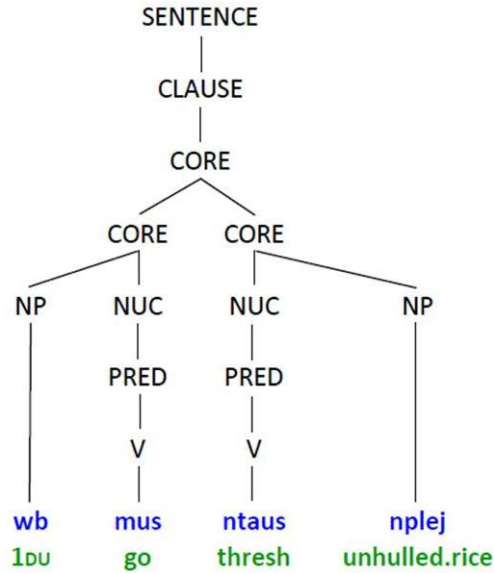 SENTENCE
CLAUSE
CORE
CORE CORE
NP NUC NUC NP
PRED PRED
V V
wb mus ntaus nplej
1DU go thresh unhulled.rice